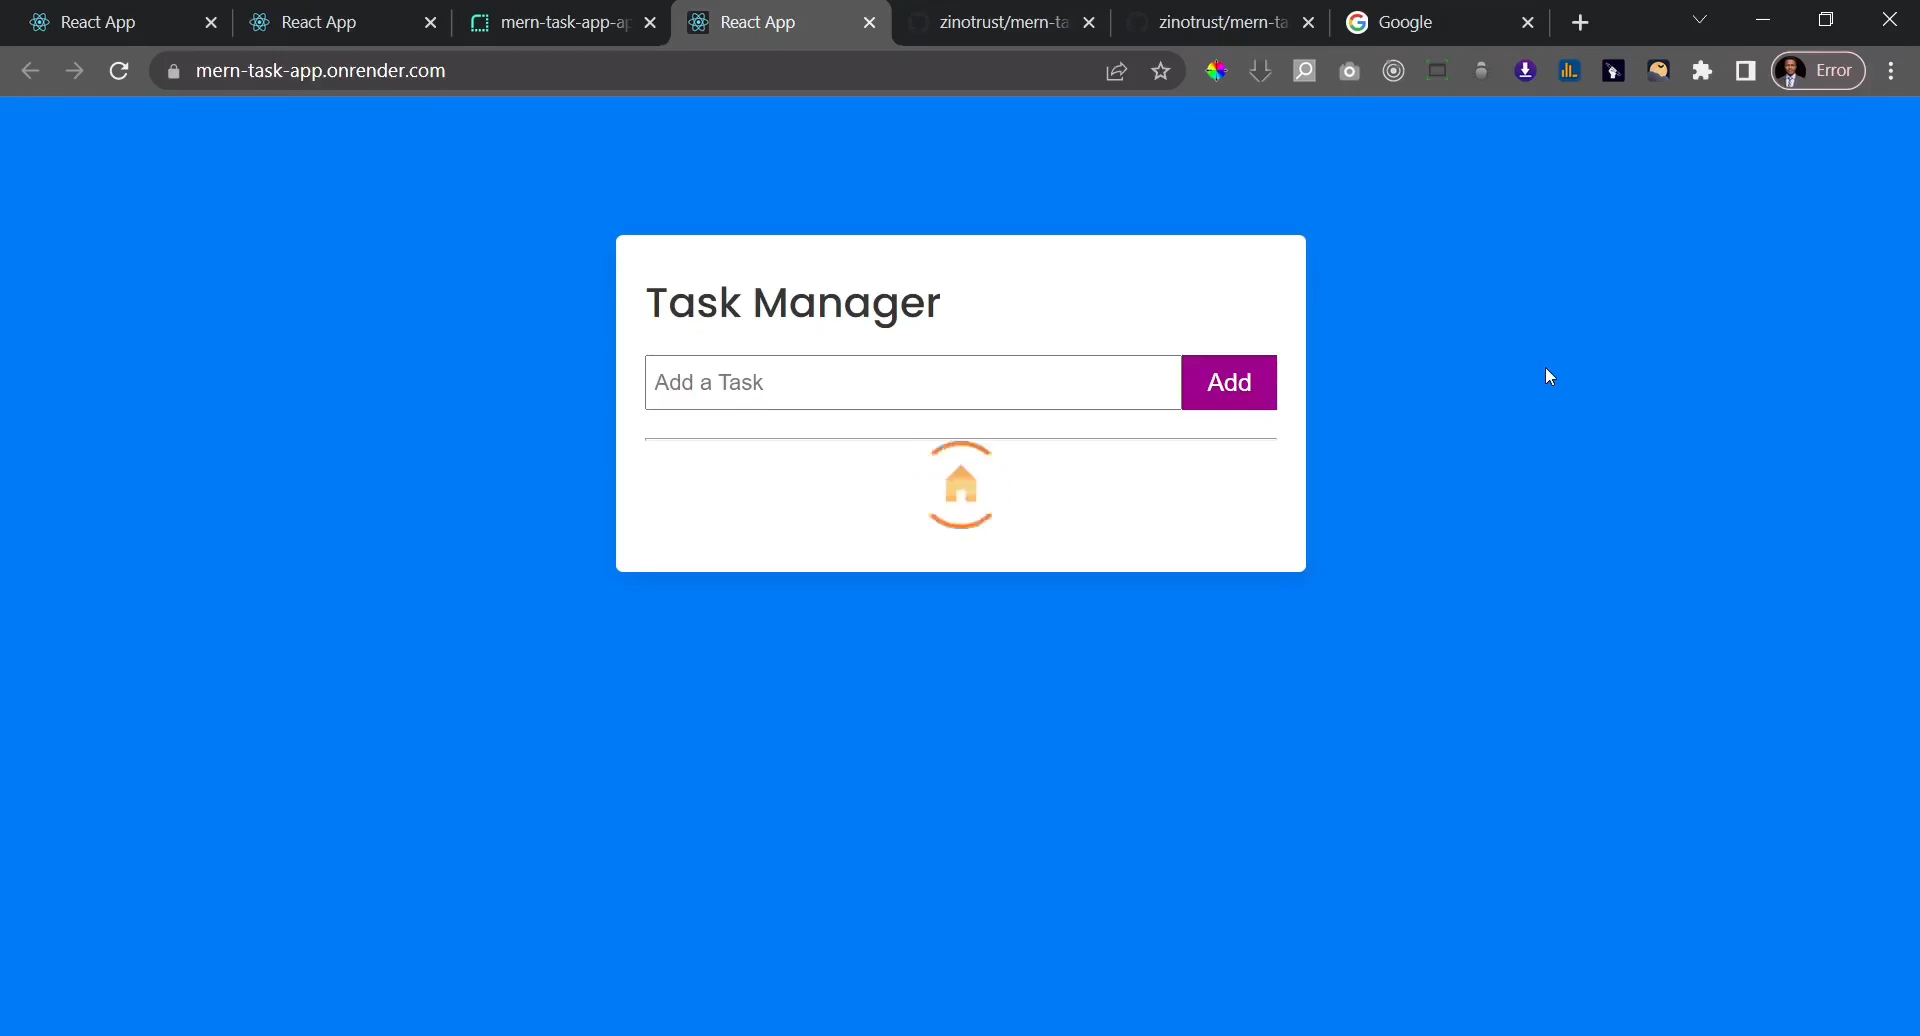 React App
React App
mern-task-app-ap
React App
zinotrust/mern-ta
zinotrust/mern-ta
Google
mern-task-app.onrender.com
Error
Task Manager
Add a Task
Add